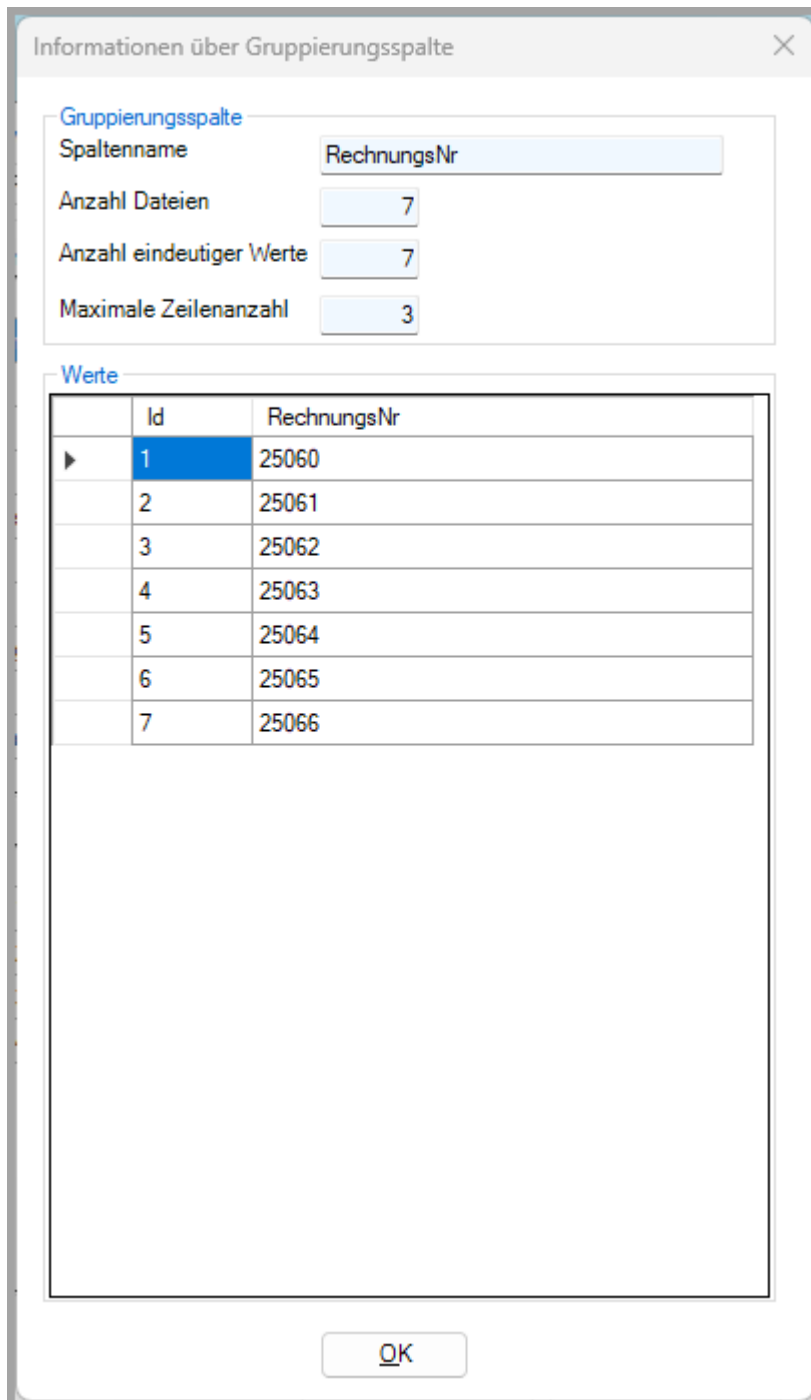 Informationen über Gruppierungsspalte
Gruppierungsspalte
Spaltenname RechnungsNr
Anzahl Dateien 7
Anzahl eindeutiger Werte 7
Maximale Zeilenanzahl 3
Werte
Id RechnungsNr
1 25060
2 25061
3 25062
4 25063
5 25064
6 25065
7 25066
OK